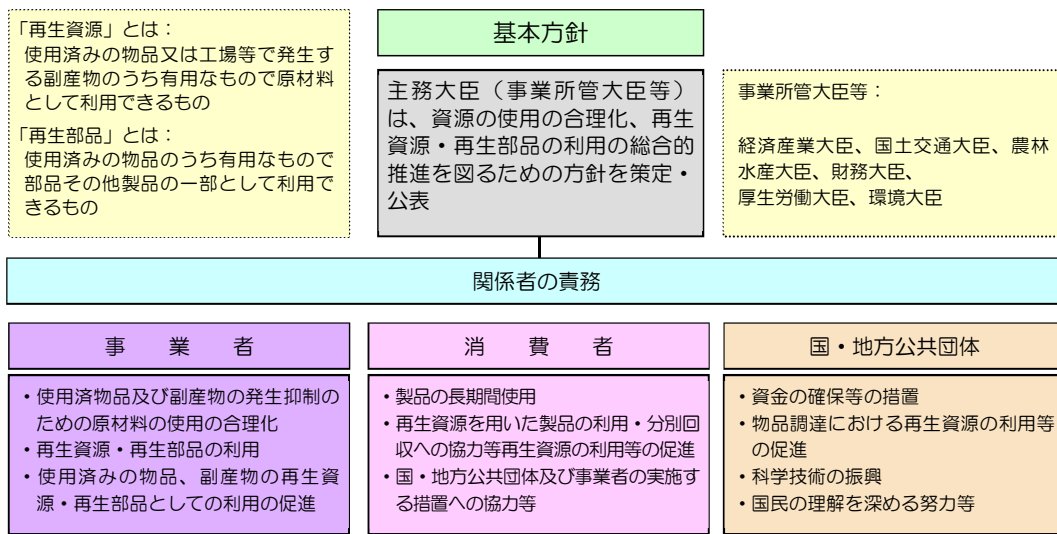 「再生資源」とは：
使用済みの物品又は工場等で発生す
る副産物のうち有用なもので原材料
として利用できるもの
「再生部品」とは：
使用済みの物品のうち有用なもので
部品その他製品の一部として利用で
きるもの
基本方針
主務大臣（事業所管大臣等）
は、資源の使用の合理化、再生
資源・再生部品の利用の総合的
推進を図るための方針を策定・
公表
事業所管大臣等：
経済産業大臣、国土交通大臣、農林
水産大臣、財務大臣、
厚生労働大臣、環境大臣
関係者の責務
事　業　者
・使用済物品及び副産物の発生抑制の
ための原材料の使用の合理化
・再生資源・再生部品の利用
・使用済みの物品、副産物の再生資
源・再生部品としての利用の促進
消　費　者
・製品の長期間使用
・再生資源を用いた製品の利用・分別回
収への協力等再生資源の利用等の促進
・国・地方公共団体及び事業者の実施す
る措置への協力等
国・地方公共団体
・資金の確保等の措置
・物品調達における再生資源の利用等
の促進
・科学技術の振興
・国民の理解を深める努力等